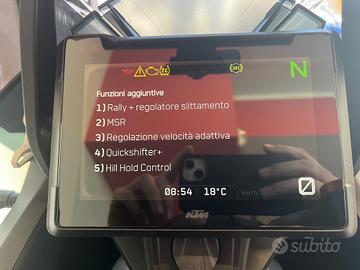 N
Funzioni aggiuntive
1) Rally + regolatore slittamento
2) MSR
3) Regolazione velocità adattiva
4) Quickshifter+
5) Hill Hold Control
08:54 18°C
KTM
subito